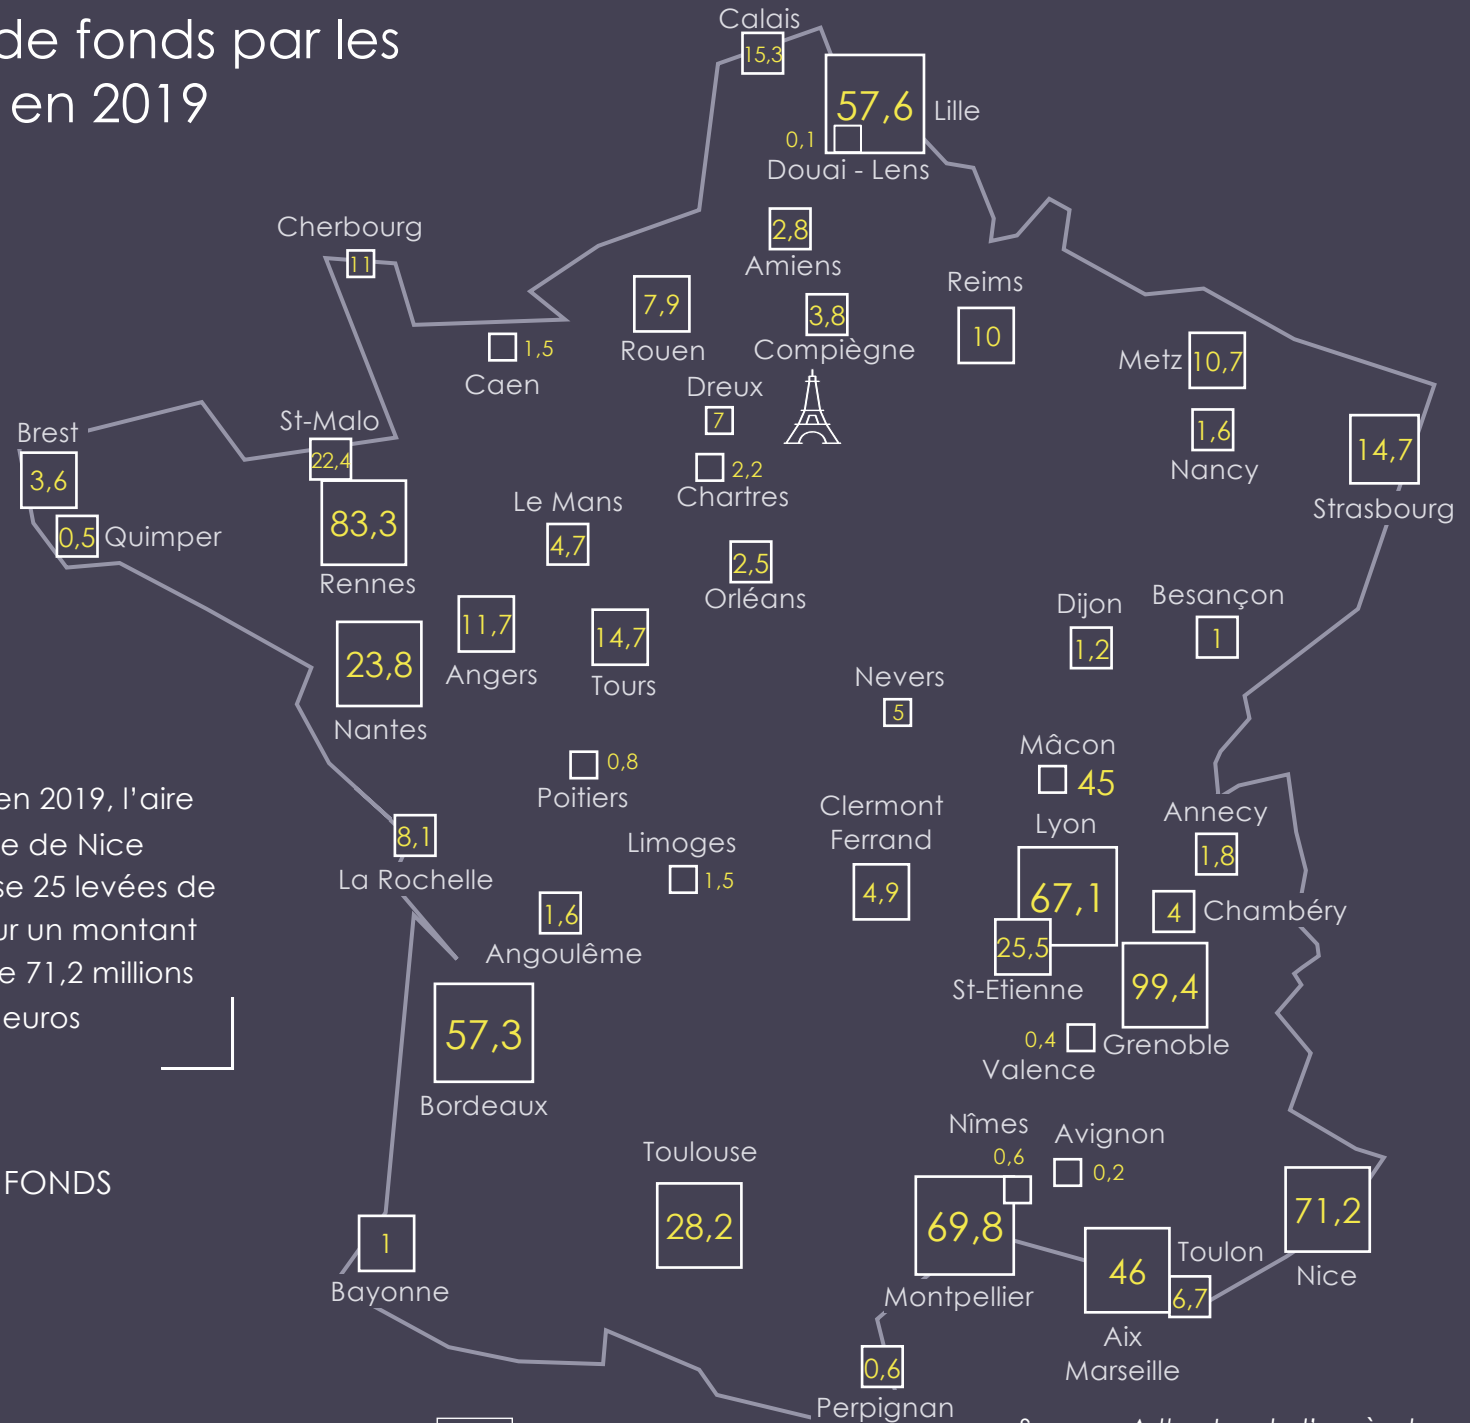 de fonds par les
en 2019
Calais
15,3
57,6
Lille
0,1
Douai - Lens
Cherbourg
11
2,8
Amiens
7,9
Rouen
3,8
Compiègne
Reims
10
1,5
Caen
Metz
10,7
Dreux
7
2,2
Chartres
1,6
Nancy
14,7
Strasbourg
Brest
3,6
0,5
Quimper
St-Malo
22,4
83,3
Rennes
Le Mans
4,7
2,5
Orléans
11,7
Angers
14,7
Tours
23,8
Nantes
Dijon
1,2
Besançon
1
Nevers
5
Mâcon
45
0,8
Poitiers
en 2019, l'aire
e de Nice
se 25 levées de
ur un montant
e 71,2 millions
euros
8,1
La Rochelle
Limoges
1,5
1,6
Angoulême
Clermont
Ferrand
4,9
Lyon
67,1
Annecy
1,8
4
Chambéry
25,5
St-Etienne
99,4
Grenoble
0,4
Valence
57,3
Bordeaux
FONDS
Toulouse
28,2
Nîmes
0,6
Avignon
0,2
69,8
Montpellier
71,2
Nice
1
Bayonne
46
Aix
Marseille
Toulon
6,7
0,6
Perpignan